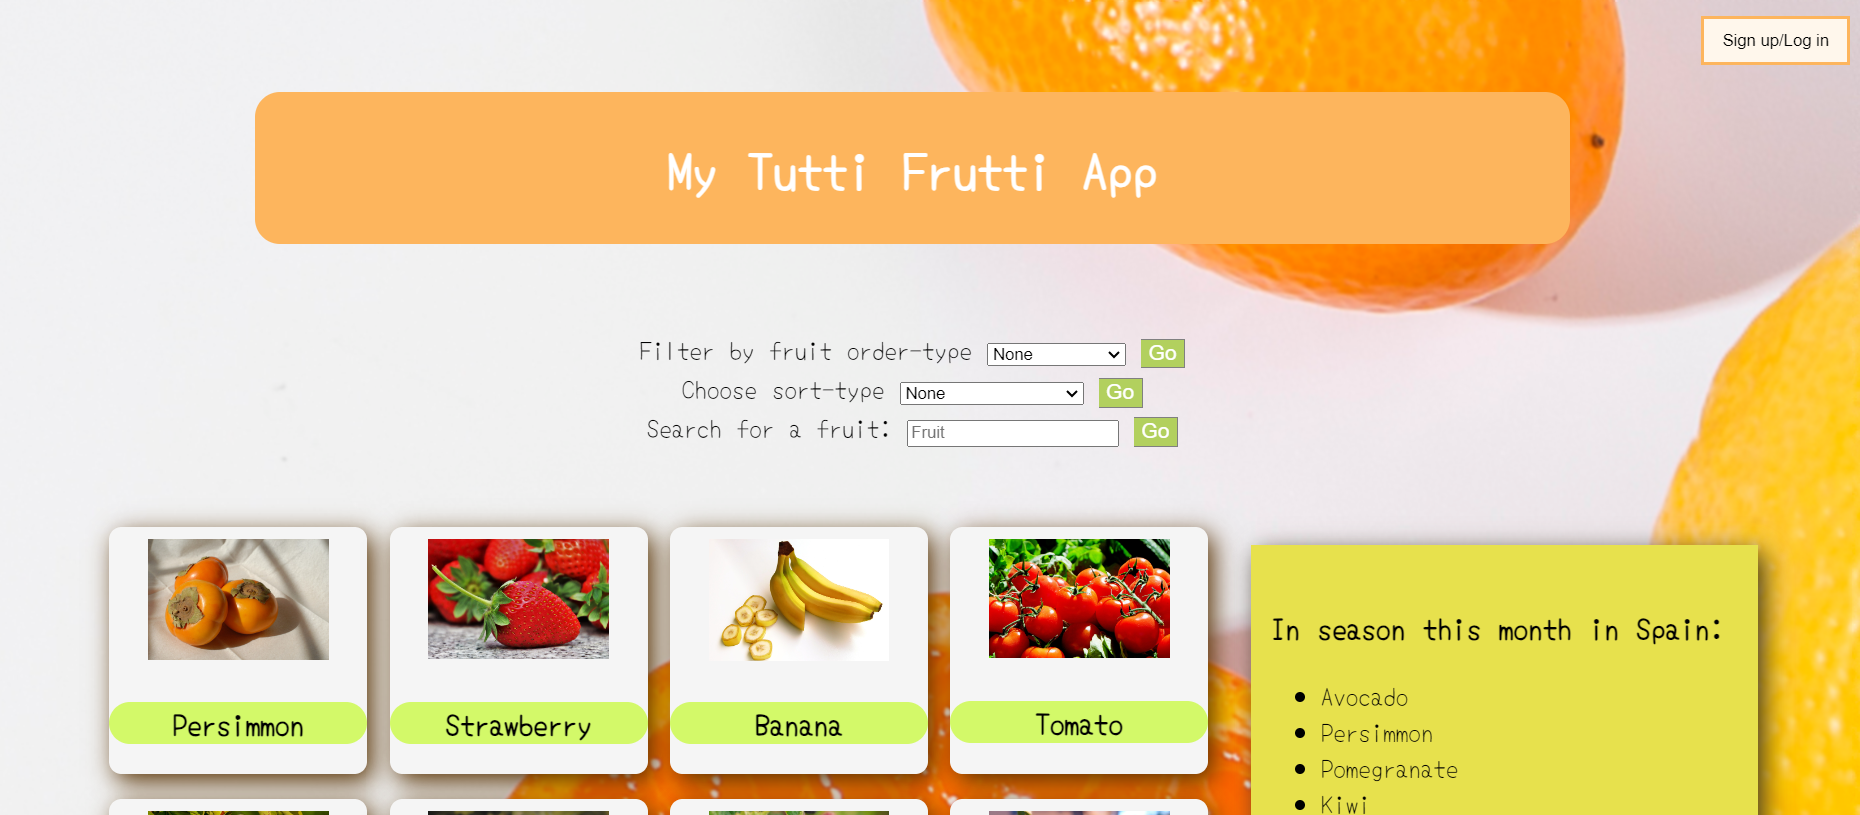 Sign up/Log in
My Tutti Frutti App
Filter by fruit order-type None Go
Choose sort-type None Go
Search for a fruit: Fruit Go
Persimmon
Strawberry
Banana
Tomato
In season this month in Spain:
Avocado
Persimmon
Pomegranate
Kiwi